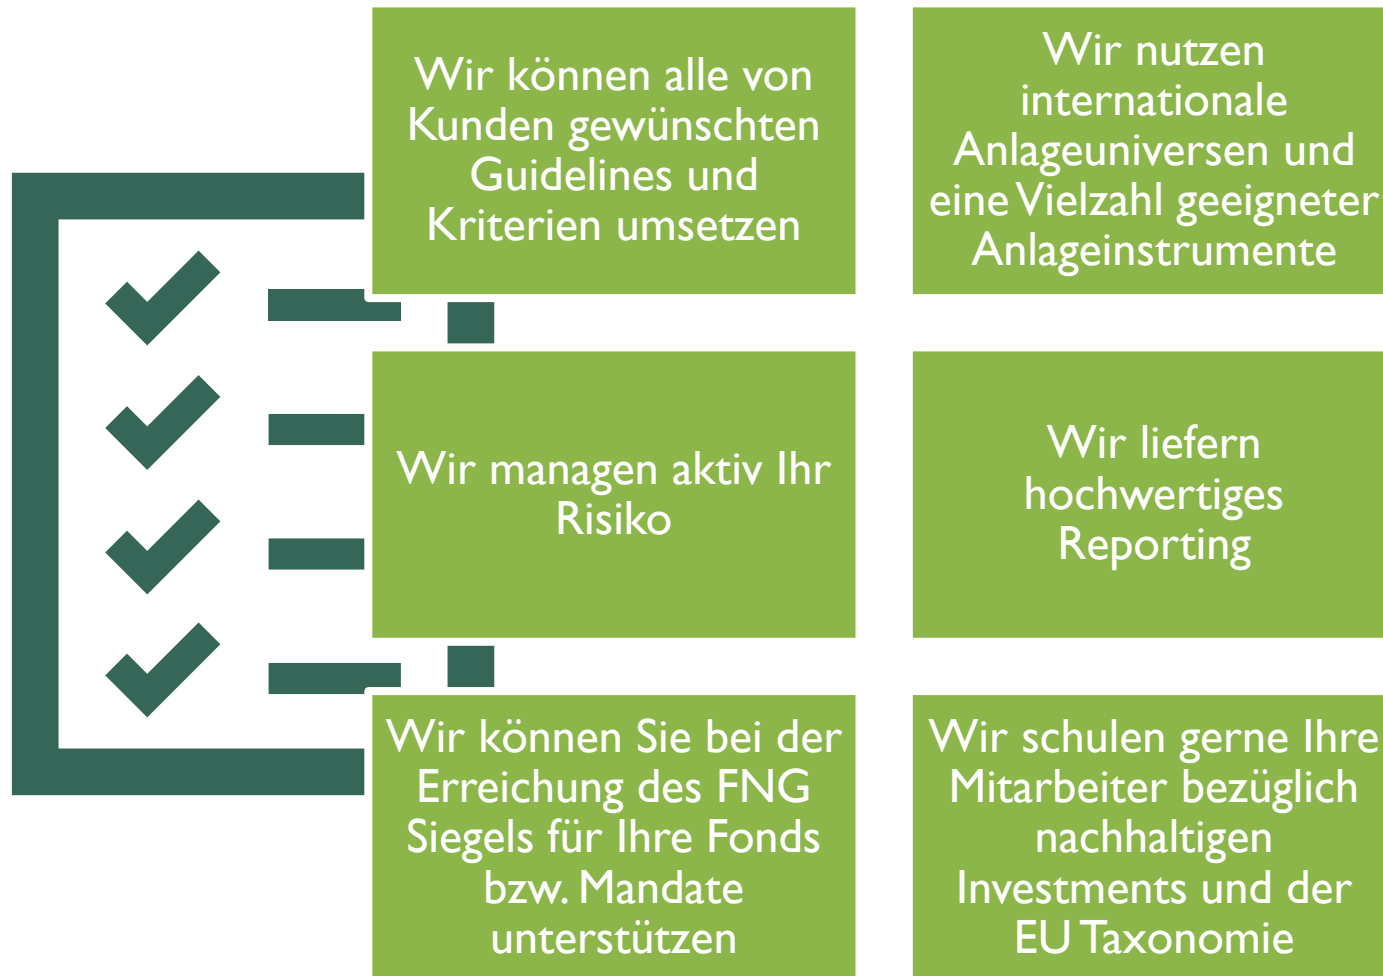 Wir können alle von
Kunden gewünschten
Guidelines und
Kriterien umsetzen
Wir nutzen
internationale
Anlageuniversen und
eine Vielzahl geeigneter
Anlageinstrumente
Wir managen aktiv Ihr
Risiko
Wir liefern
hochwertiges
Reporting
Wir können Sie bei der
Erreichung des FNG
Siegels für Ihre Fonds
bzw. Mandate
unterstützen
Wir schulen gerne Ihre
Mitarbeiter bezüglich
nachhaltigen
Investments und der
EU Taxonomie